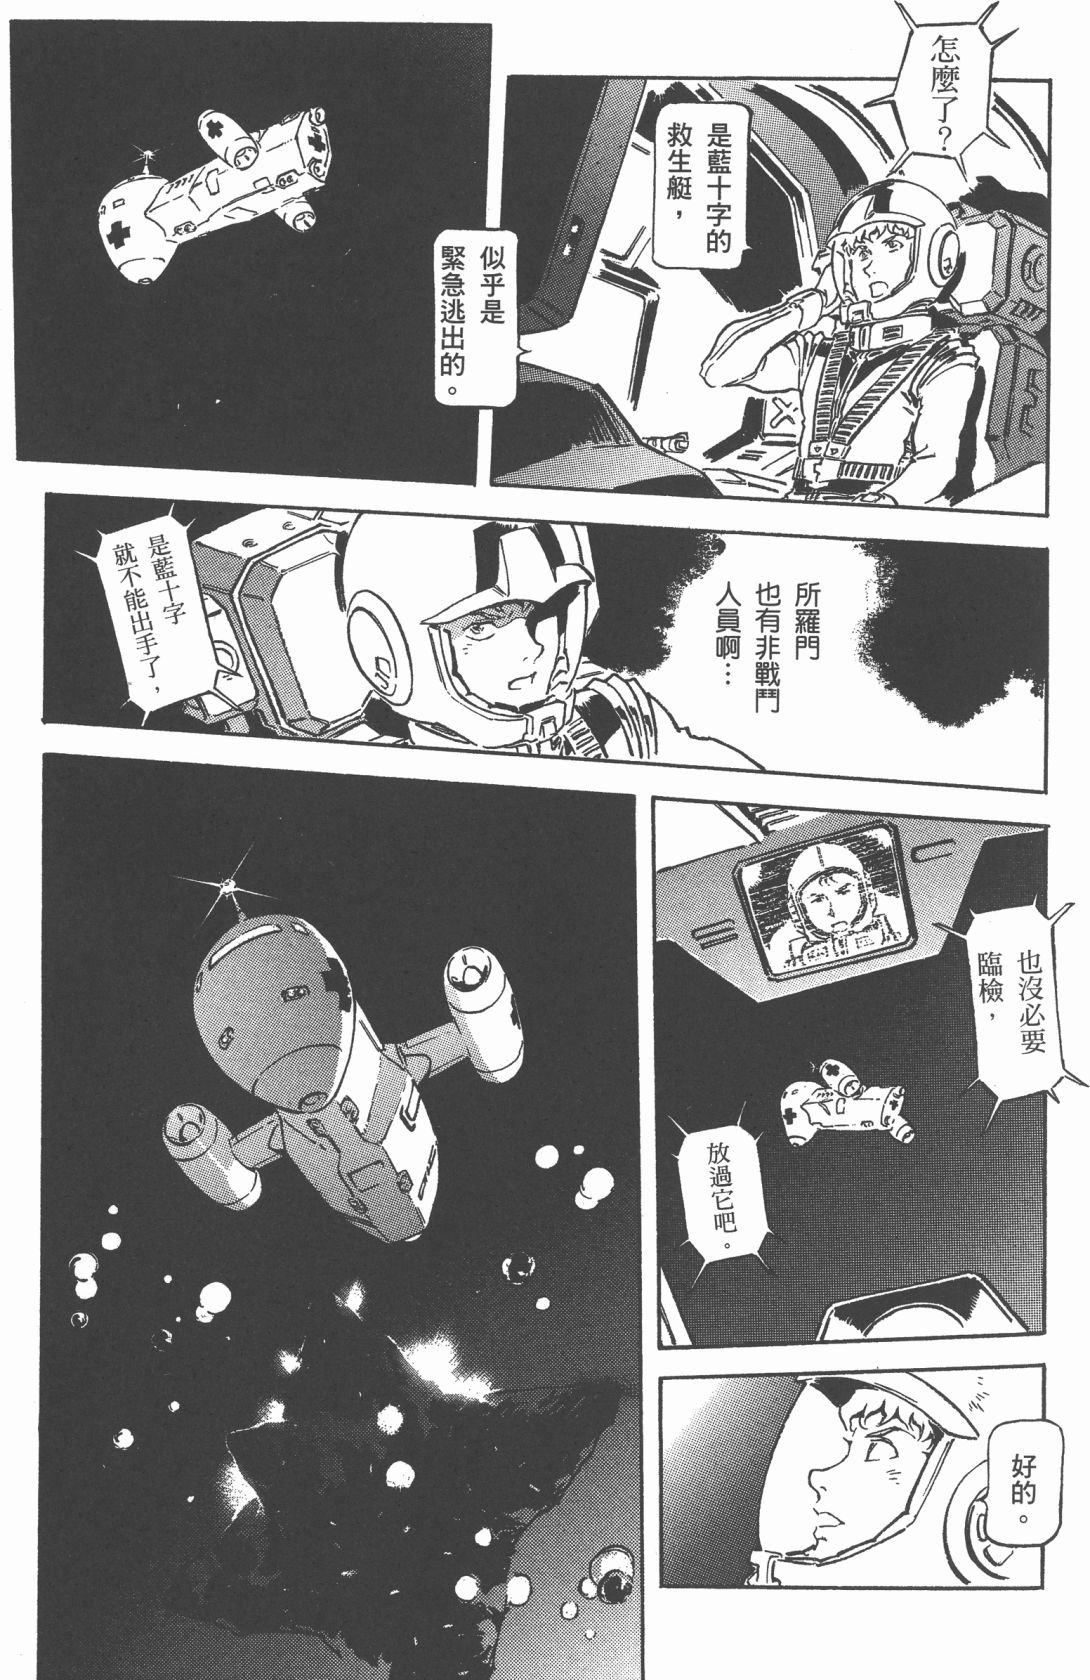 怎麼了？
是藍十字的
救生艇，
似乎是
緊急逃出的。
所羅門
也有非戰鬥
人員啊…
是藍十字
就不能出手了，
也沒必要
臨檢，
放過它吧。
好的。